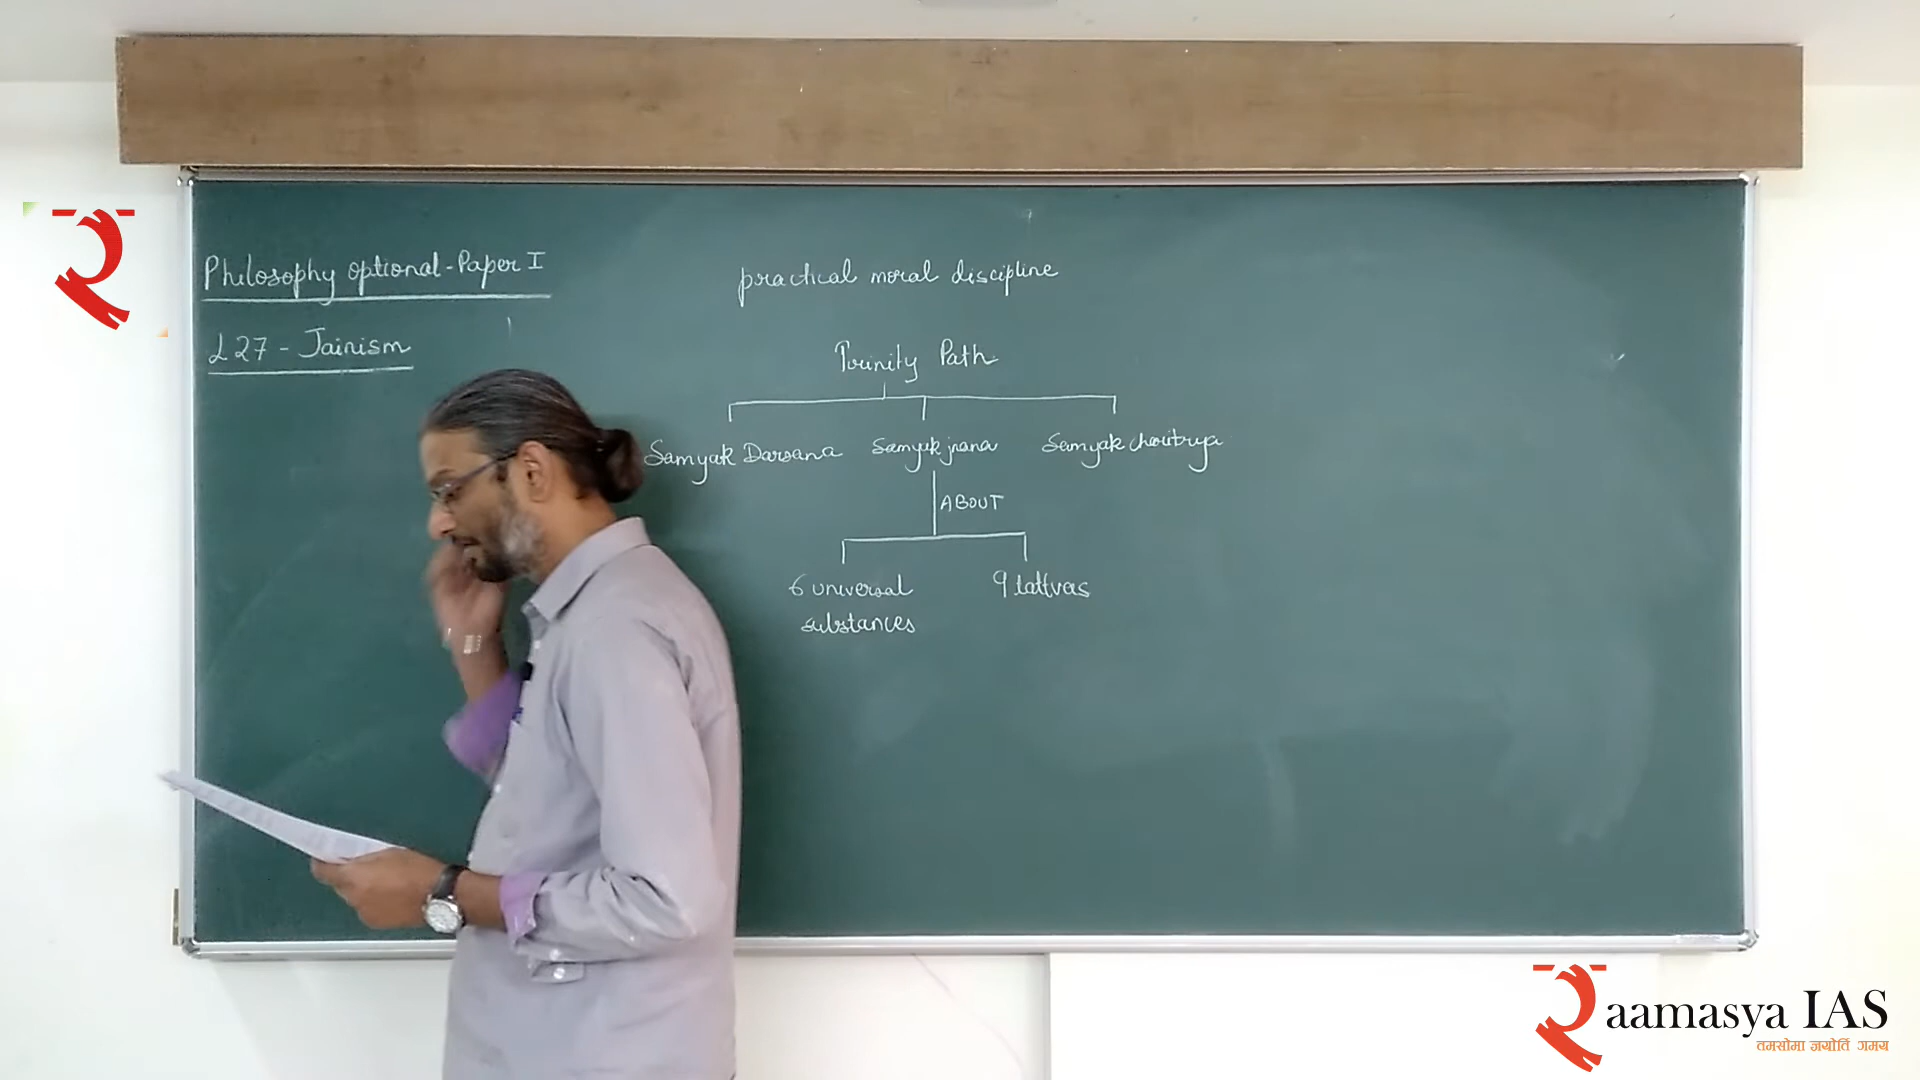 Philosophy optional - Paper I
L27 - Jainism
practical moral discipline
Trinity Path
Samyak Darsana Samyak jnana Samyak charitrya
ABOUT
6 universal 9 tattvas
substances
aamasya IAS
तमसोमा ज्योर्ति गमय